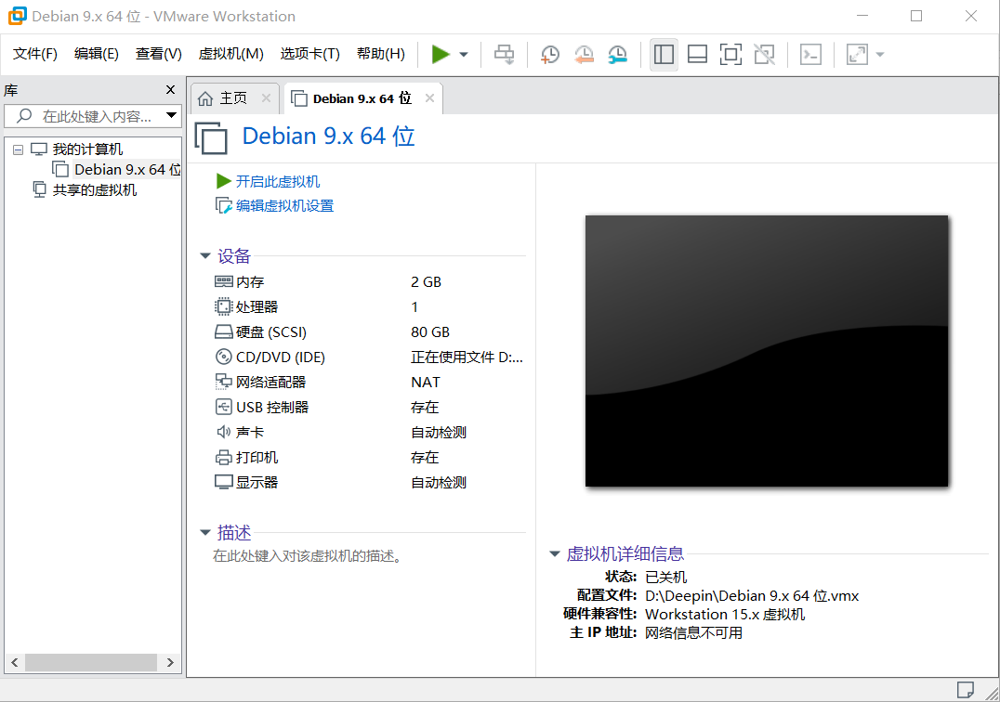 Debian 9.x 64 位 - VMware Workstation
文件(F) 编辑(E) 查看(V) 虚拟机(M) 选项卡(T) 帮助(H)
库
在此处键入内容...
我的计算机
Debian 9.x 64 位
共享的虚拟机
主页 Debian 9.x 64 位
Debian 9.x 64 位
开启此虚拟机
编辑虚拟机设置
设备
内存 2 GB
处理器 1
硬盘 (SCSI) 80 GB
CD/DVD (IDE) 正在使用文件 D:...
网络适配器 NAT
USB 控制器 存在
声卡 自动检测
打印机 存在
显示器 自动检测
描述
在此处键入对该虚拟机的描述。
虚拟机详细信息
状态: 已关机
配置文件: D:\Deepin\Debian 9.x 64 位.vmx
硬件兼容性: Workstation 15.x 虚拟机
主 IP 地址: 网络信息不可用